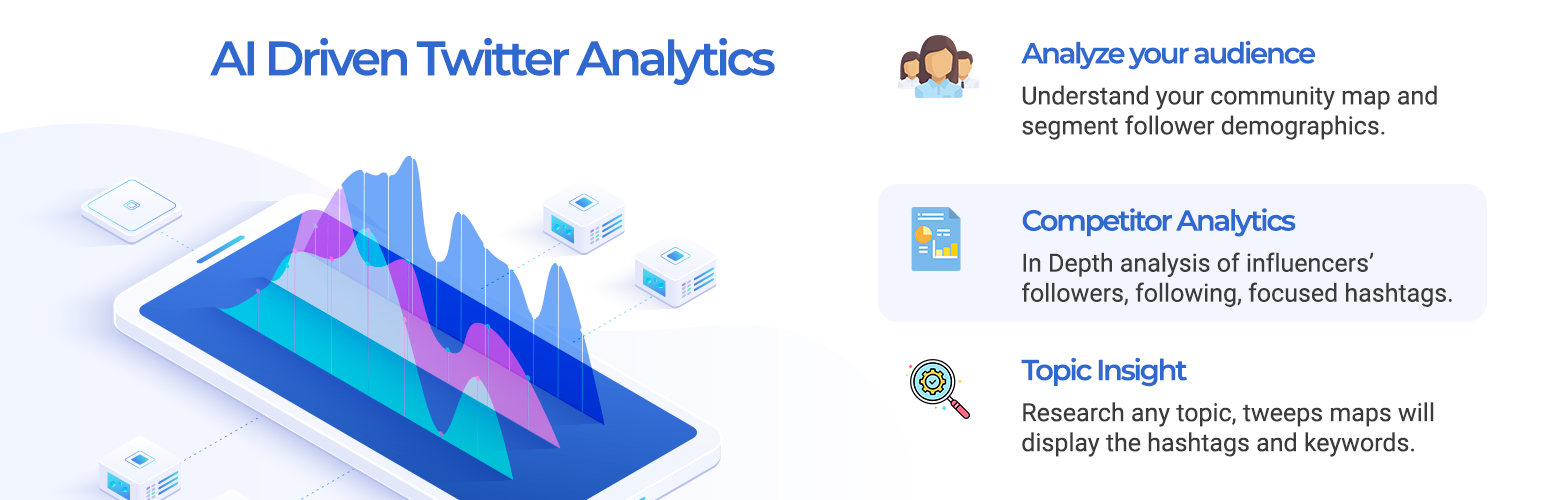 AI Driven Twitter Analytics
Analyze your audience
Understand your community map and
segment follower demographics.
Competitor Analytics
In Depth analysis of influencers’
followers, following, focused hashtags.
Topic Insight
Research any topic, tweeps maps will
display the hashtags and keywords.